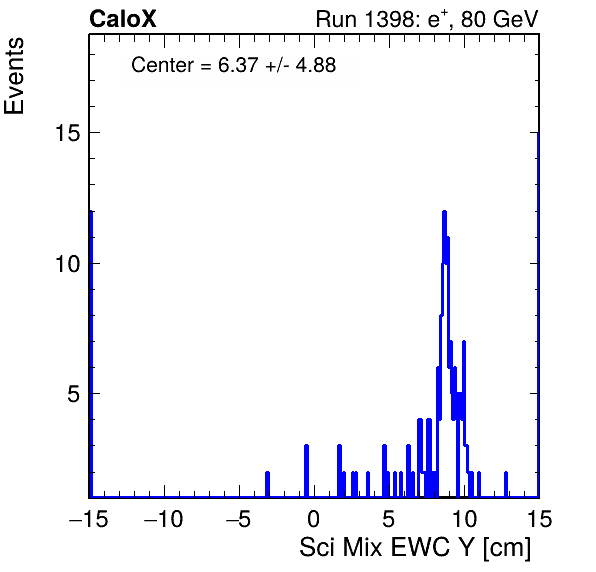 CaloX Run 1398: e⁺, 80 GeV
Center = 6.37 +/- 4.88
Events
15
10
5
−15 −10 −5 0 5 10 15
Sci Mix EWC Y [cm]